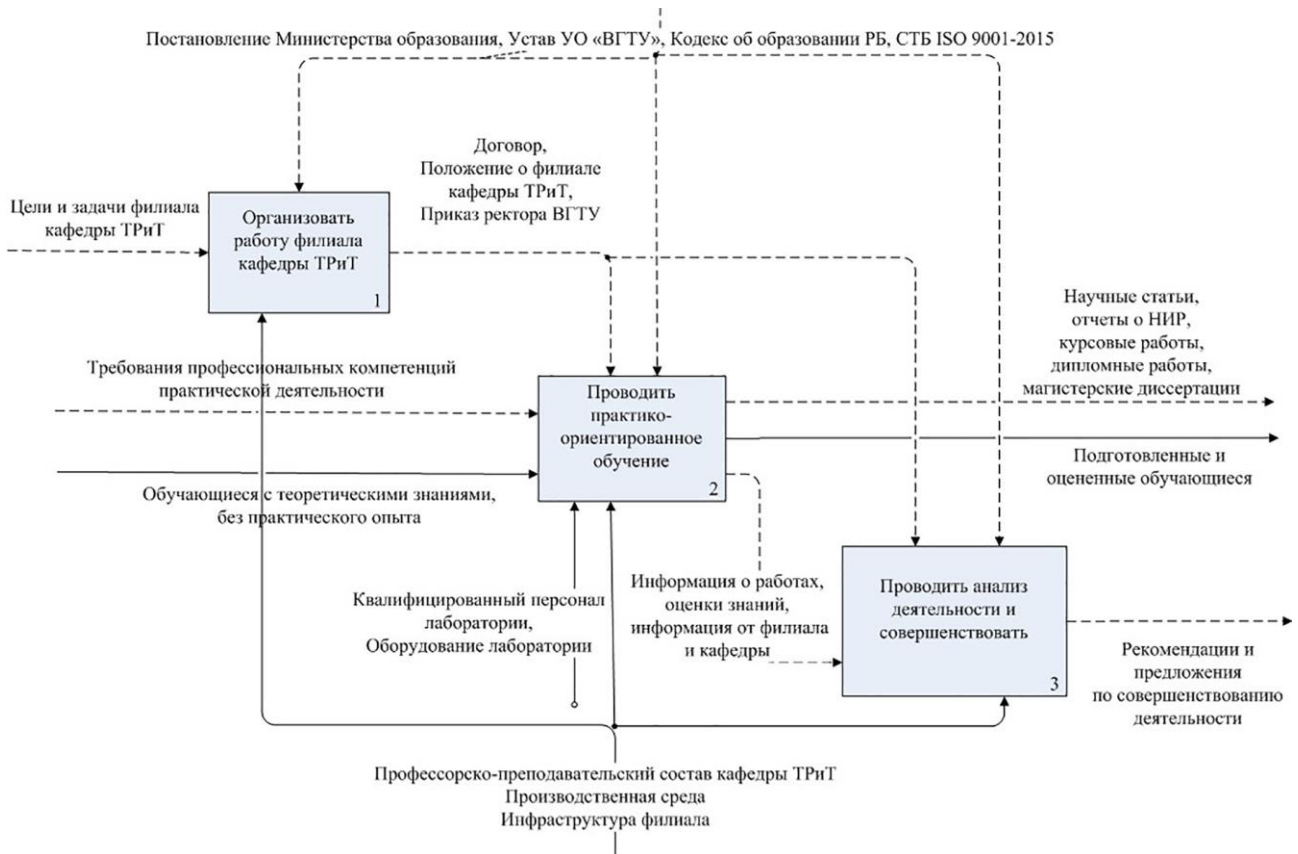 Постановление Министерства образования, Устав УО «ВГТУ», Кодекс об образовании РБ, СТБ ISO 9001-2015
Договор,
Положение о филиале
кафедры ТРиТ,
Приказ ректора ВГТУ
Цели и задачи филиала
кафедры ТРиТ
Организовать
работу филиала
кафедры ТРиТ
1
Научные статьи,
отчеты о НИР,
курсовые работы,
дипломные работы,
магистерские диссертации
Требования профессиональных компетенций
практической деятельности
Проводить
практико-
ориентированное
обучение
2
Подготовленные и
оцененные обучающиеся
Обучающиеся с теоретическими знаниями,
без практического опыта
Квалифицированный персонал
лаборатории,
Оборудование лаборатории
Информация о работах,
оценки знаний,
информация от филиала
и кафедры
Проводить анализ
деятельности и
совершенствовать
3
Рекомендации и
предложения
по совершенствованию
деятельности
Профессорско-преподавательский состав кафедры ТРиТ
Производственная среда
Инфраструктура филиала